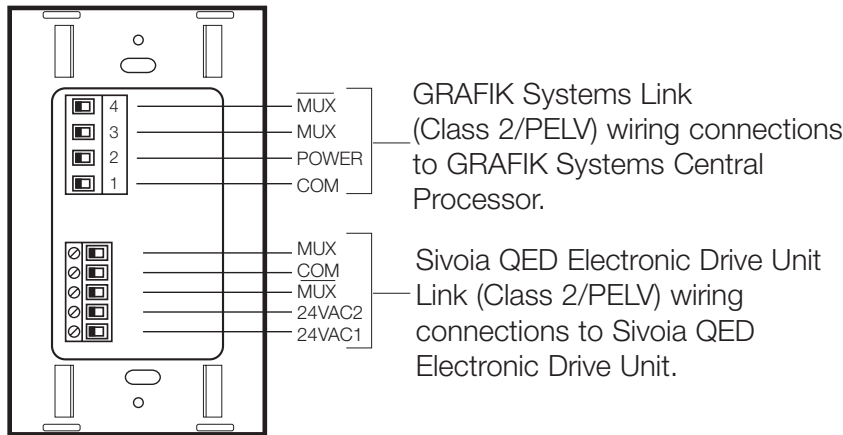 4 M̅U̅X̅
3 MUX
2 POWER
1 COM
GRAFIK Systems Link
(Class 2/PELV) wiring connections
to GRAFIK Systems Central
Processor.
MUX
COM
M̅U̅X̅
24VAC2
24VAC1
Sivoia QED Electronic Drive Unit
Link (Class 2/PELV) wiring
connections to Sivoia QED
Electronic Drive Unit.